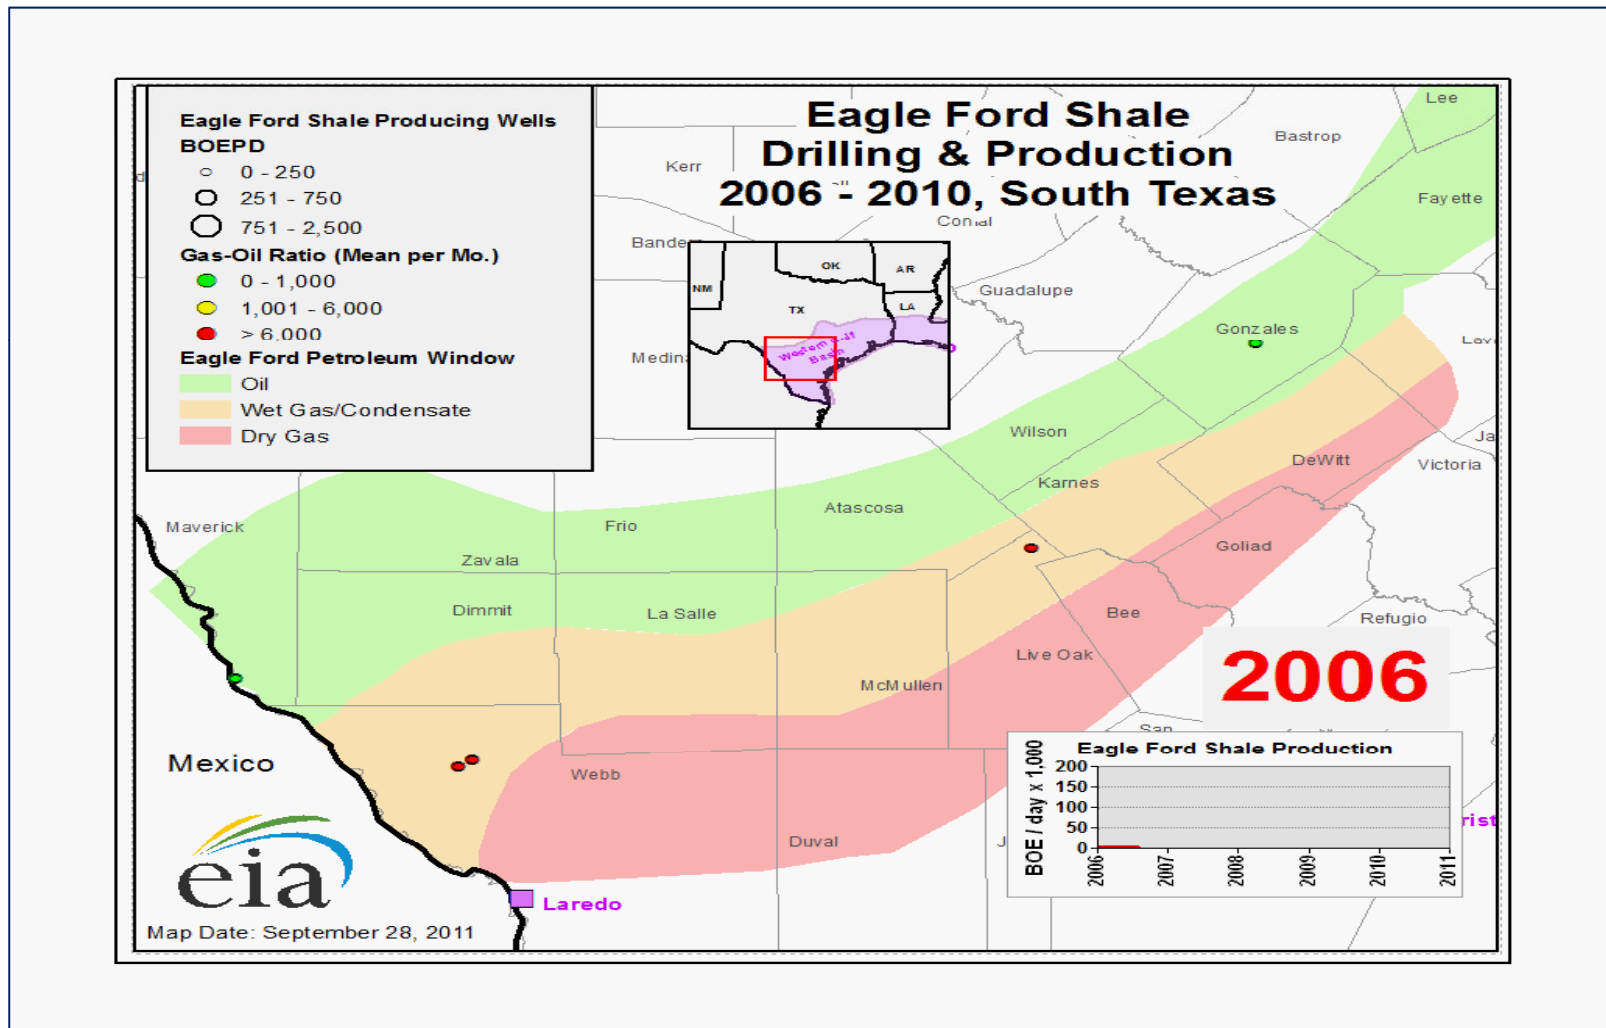 Eagle Ford Shale
Drilling & Production
2006 - 2010, South Texas
Eagle Ford Shale Producing Wells
BOEPD
0 - 250
251 - 750
751 - 2,500
Gas-Oil Ratio (Mean per Mo.)
0 - 1,000
1,001 - 6,000
> 6,000
Eagle Ford Petroleum Window
Oil
Wet Gas/Condensate
Dry Gas
Lee
Bastrop
Kerr
Fayette
Guadalupe
Gonzales
OK
AR
NM
TX
LA
Western
Basin
Wilson
DeWitt
Victoria
Karnes
Atascosa
Frio
Maverick
Zavala
Goliad
Dimmit
La Salle
Bee
Refugio
Live Oak
McMullen
2006
San
Mexico
Webb
Duval
Eagle Ford Shale Production
BOE / day x 1,000
200
150
100
50
0
2006
2007
2008
2009
2010
2011
eia
Laredo
Map Date: September 28, 2011